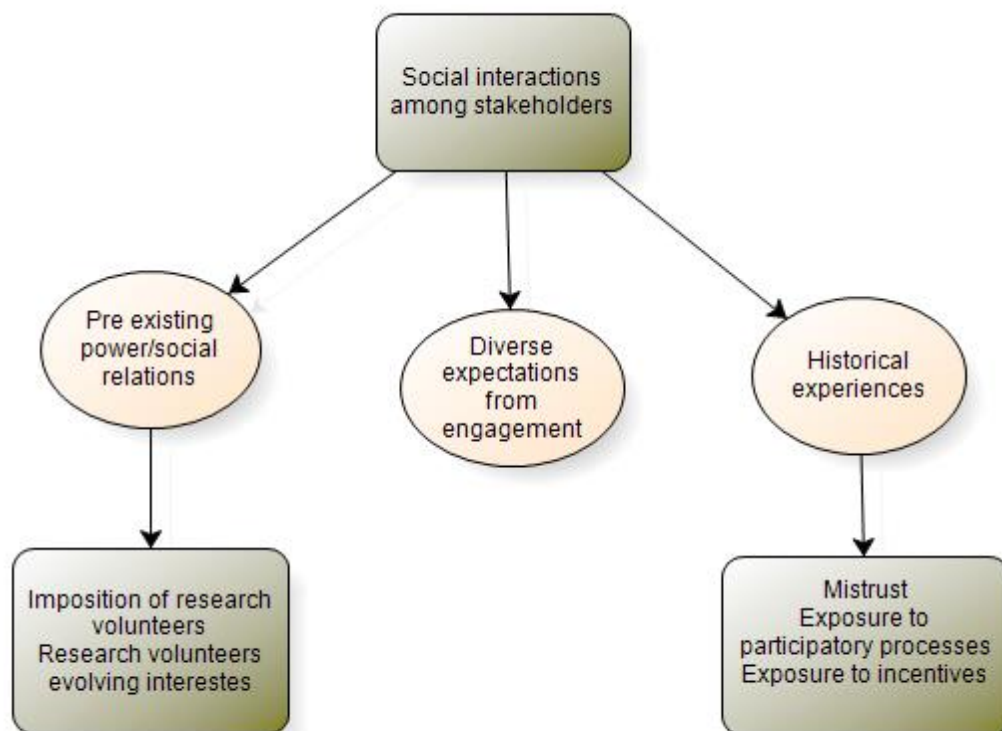 Social interactions
among stakeholders
Pre existing
power/social
relations
Diverse
expectations
from
engagement
Historical
experiences
Imposition of research
volunteers
Research volunteers
evolving interestes
Mistrust
Exposure to
participatory processes
Exposure to incentives